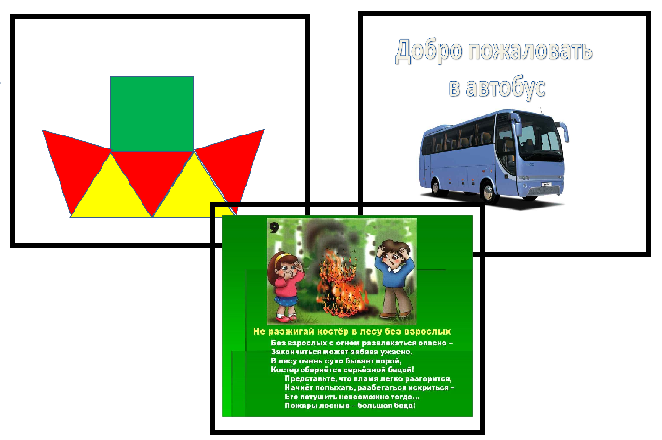 Добро пожаловать
в автобус
9
Не разжигай костёр в лесу без взрослых
Без взрослых с огнем развлекаться опасно –
Закончиться может забава ужасно.
В лесу очень сухо бывает порой,
Костер обернётся серьёзной бедой!
Представьте, что пламя легко разгорится,
Начнёт полыхать, разбегаться искриться –
Его потушить невозможно тогда...
Пожары лесные – большая беда!